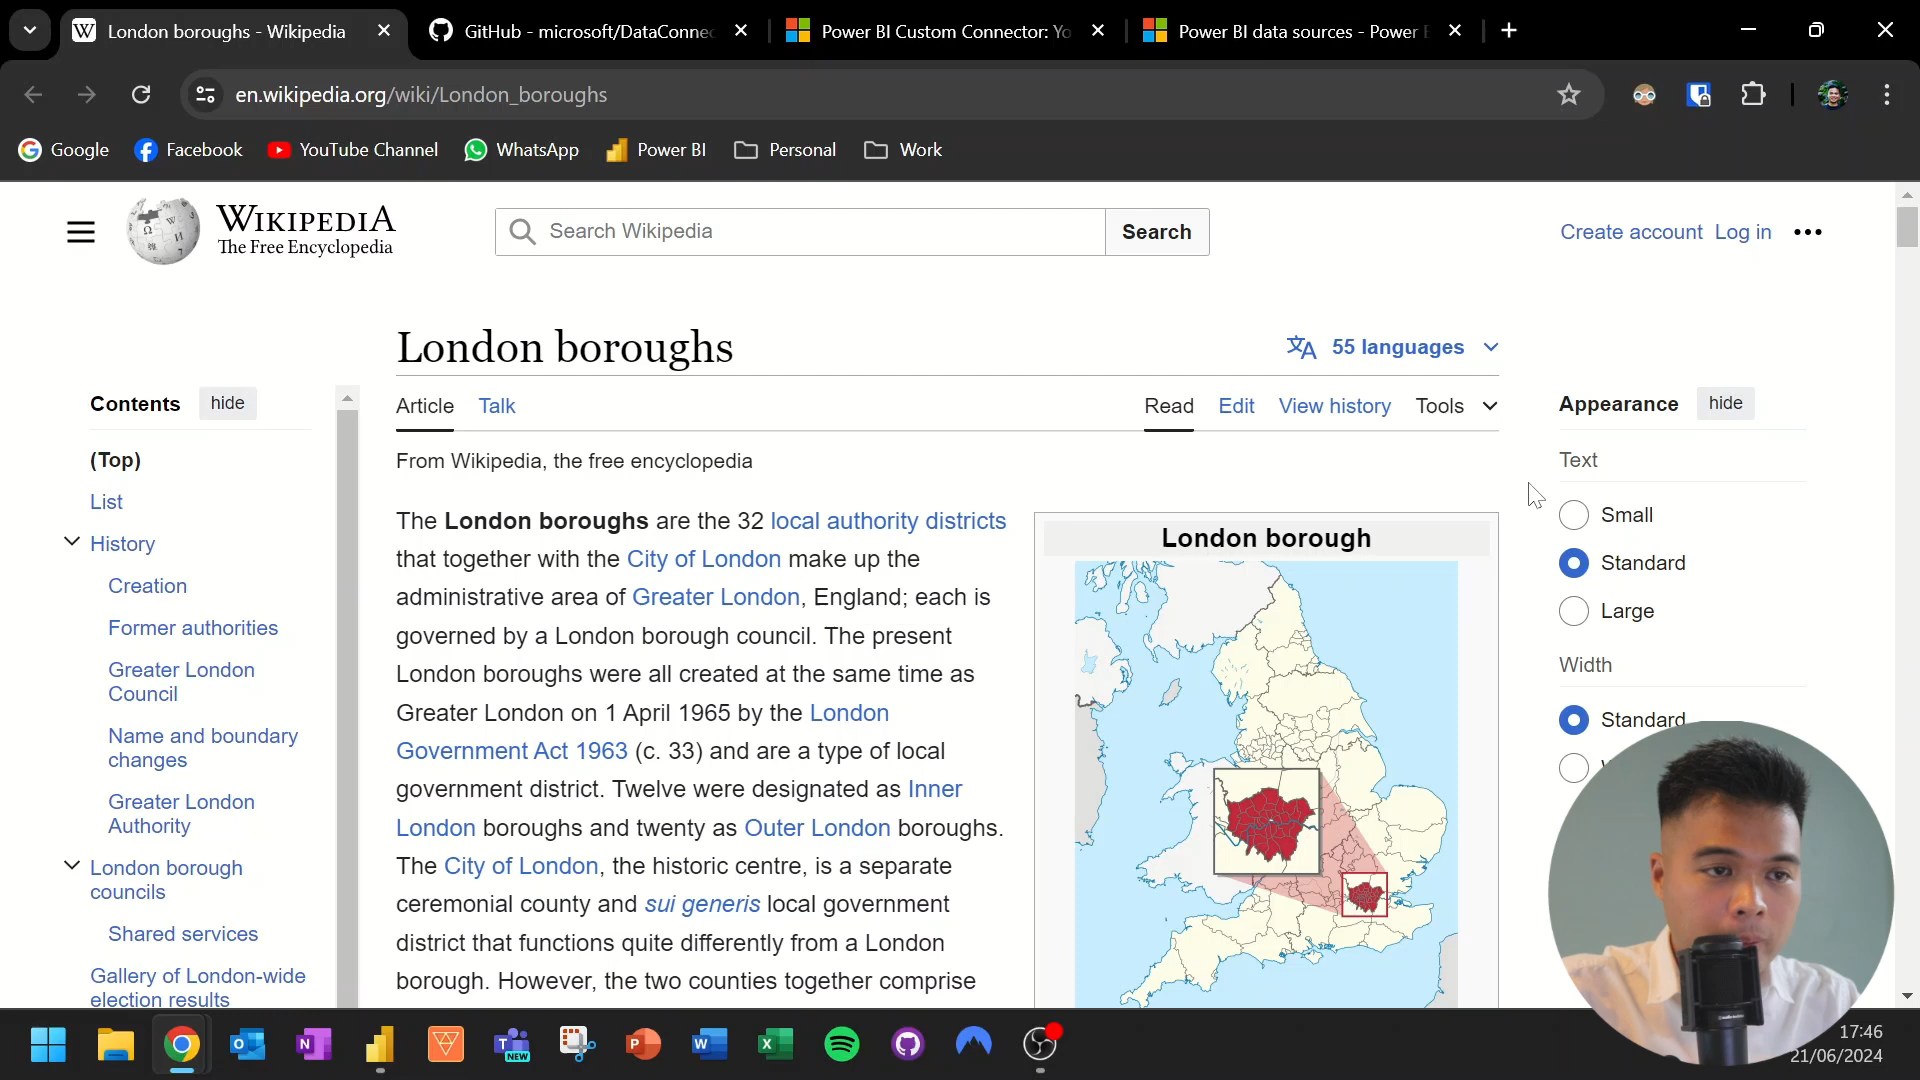 London boroughs - Wikipedia
GitHub - microsoft/DataConnec
Power BI Custom Connector: Yo
Power BI data sources - Power
en.wikipedia.org/wiki/London_boroughs
Google
Facebook
YouTube Channel
WhatsApp
Power BI
Personal
Work
WIKIPEDIA
The Free Encyclopedia
Search Wikipedia
Search
Create account Log in
London boroughs
55 languages
Contents hide
Article Talk
Read Edit View history Tools
Appearance hide
(Top)
List
History
Creation
Former authorities
Greater London
Council
Name and boundary
changes
Greater London
Authority
London borough
councils
Shared services
Gallery of London-wide
election results
From Wikipedia, the free encyclopedia
The London boroughs are the 32 local authority districts
that together with the City of London make up the
administrative area of Greater London, England; each is
governed by a London borough council. The present
London boroughs were all created at the same time as
Greater London on 1 April 1965 by the London
Government Act 1963 (c. 33) and are a type of local
government district. Twelve were designated as Inner
London boroughs and twenty as Outer London boroughs.
The City of London, the historic centre, is a separate
ceremonial county and sui generis local government
district that functions quite differently from a London
borough. However, the two counties together comprise
London borough
Text
Small
Standard
Large
Width
Standard
NEW
17:46
21/06/2024